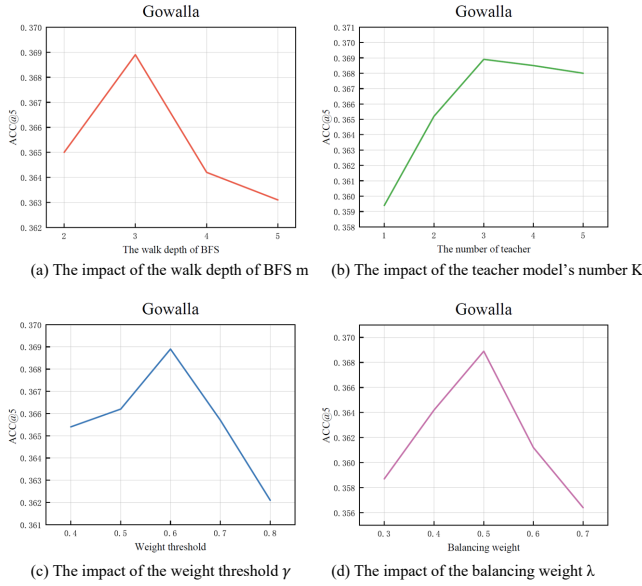 Gowalla
0.370
0.369
0.368
0.367
0.366
0.365
0.364
0.363
0.362
ACC@5
2 3 4 5
The walk depth of BFS
(a) The impact of the walk depth of BFS m
Gowalla
0.371
0.370
0.369
0.368
0.367
0.366
0.365
0.364
0.363
0.362
0.361
0.360
0.359
0.358
ACC@5
1 2 3 4 5
The number of teacher
(b) The impact of the teacher model's number K
Gowalla
0.370
0.369
0.368
0.367
0.366
0.365
0.364
0.363
0.362
0.361
ACC@5
0.4 0.5 0.6 0.7 0.8
Weight threshold
(c) The impact of the weight threshold γ
Gowalla
0.370
0.368
0.366
0.364
0.362
0.360
0.358
0.356
ACC@5
0.3 0.4 0.5 0.6 0.7
Balancing weight
(d) The impact of the balancing weight λ